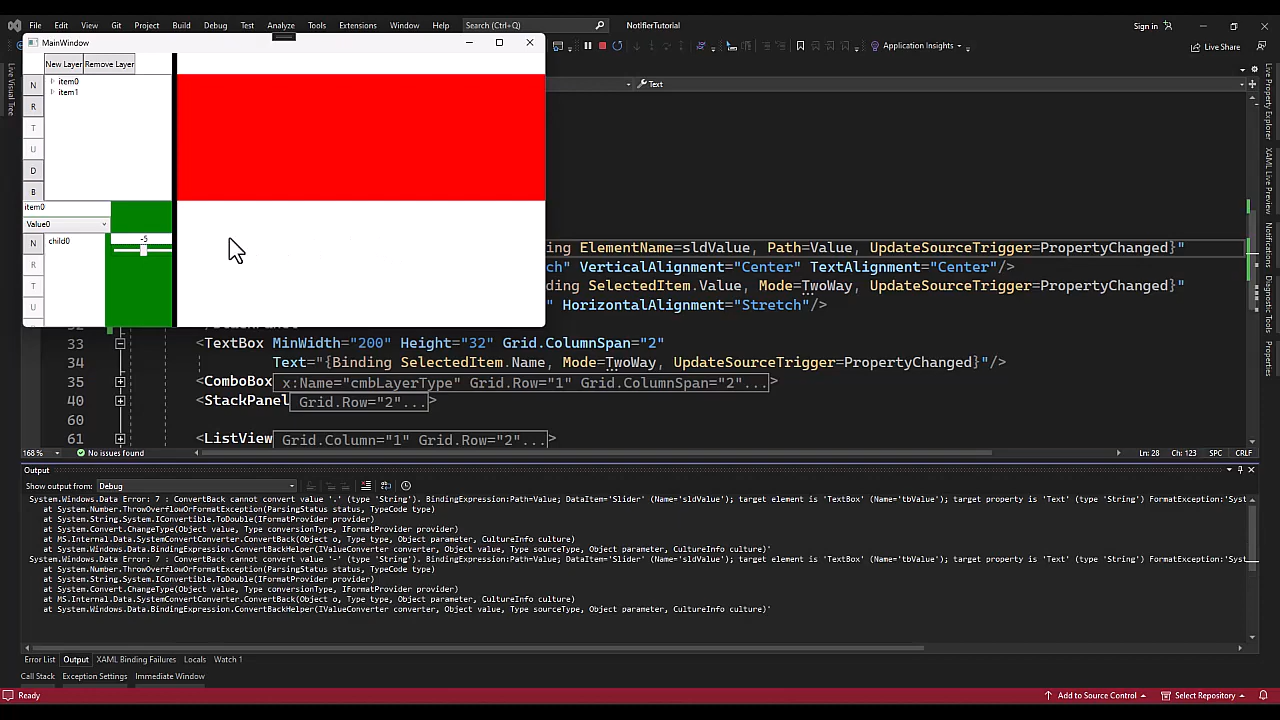 File Edit View Git Project Build Debug Test Analyze Tools Extensions Window Help Search (Ctrl+Q) NotifierTutorial Sign in
Application Insights Live Share
MainWindow
New Layer Remove Layer
N
R
T
U
D
B
item0
item1
item0
Value0
N
R
T
U
child0
-5
Text
Live Visual Tree
Live Property Explorer
XAML Live Preview
Notifications
Diagnostic Tools
Properties
ing ElementName=sldValue, Path=Value, UpdateSourceTrigger=PropertyChanged}"
ch" VerticalAlignment="Center" TextAlignment="Center"/>
ding SelectedItem.Value, Mode=TwoWay, UpdateSourceTrigger=PropertyChanged}"
" HorizontalAlignment="Stretch"/>
33 <TextBox MinWidth="200" Height="32" Grid.ColumnSpan="2"
34 Text="{Binding SelectedItem.Name, Mode=TwoWay, UpdateSourceTrigger=PropertyChanged}"/>
35 <ComboBox x:Name="cmbLayerType" Grid.Row="1" Grid.ColumnSpan="2"...>
40 <StackPanel Grid.Row="2"...>
60
61 <ListView Grid.Column="1" Grid.Row="2"...>
168 % No issues found Ln: 28 Ch: 123 SPC CRLF
Output
Show output from: Debug
System.Windows.Data Error: 7 : ConvertBack cannot convert value '.' (type 'String'). BindingExpression:Path=Value; DataItem='Slider' (Name='sldValue'); target element is 'TextBox' (Name='tbValue'); target property is 'Text' (type 'String') FormatException:'Syst
at System.Number.ThrowOverflowOrFormatException(ParsingStatus status, TypeCode type)
at System.String.System.IConvertible.ToDouble(IFormatProvider provider)
at System.Convert.ChangeType(Object value, Type conversionType, IFormatProvider provider)
at MS.Internal.Data.SystemConvertConverter.ConvertBack(Object o, Type type, Object parameter, CultureInfo culture)
at System.Windows.Data.BindingExpression.ConvertBackHelper(IValueConverter converter, Object value, Type sourceType, Object parameter, CultureInfo culture)'
System.Windows.Data Error: 7 : ConvertBack cannot convert value '-' (type 'String'). BindingExpression:Path=Value; DataItem='Slider' (Name='sldValue'); target element is 'TextBox' (Name='tbValue'); target property is 'Text' (type 'String') FormatException:'Syst
at System.Number.ThrowOverflowOrFormatException(ParsingStatus status, TypeCode type)
at System.String.System.IConvertible.ToDouble(IFormatProvider provider)
at System.Convert.ChangeType(Object value, Type conversionType, IFormatProvider provider)
at MS.Internal.Data.SystemConvertConverter.ConvertBack(Object o, Type type, Object parameter, CultureInfo culture)
at System.Windows.Data.BindingExpression.ConvertBackHelper(IValueConverter converter, Object value, Type sourceType, Object parameter, CultureInfo culture)'
Error List Output XAML Binding Failures Locals Watch 1
Call Stack Exception Settings Immediate Window
Ready Add to Source Control Select Repository